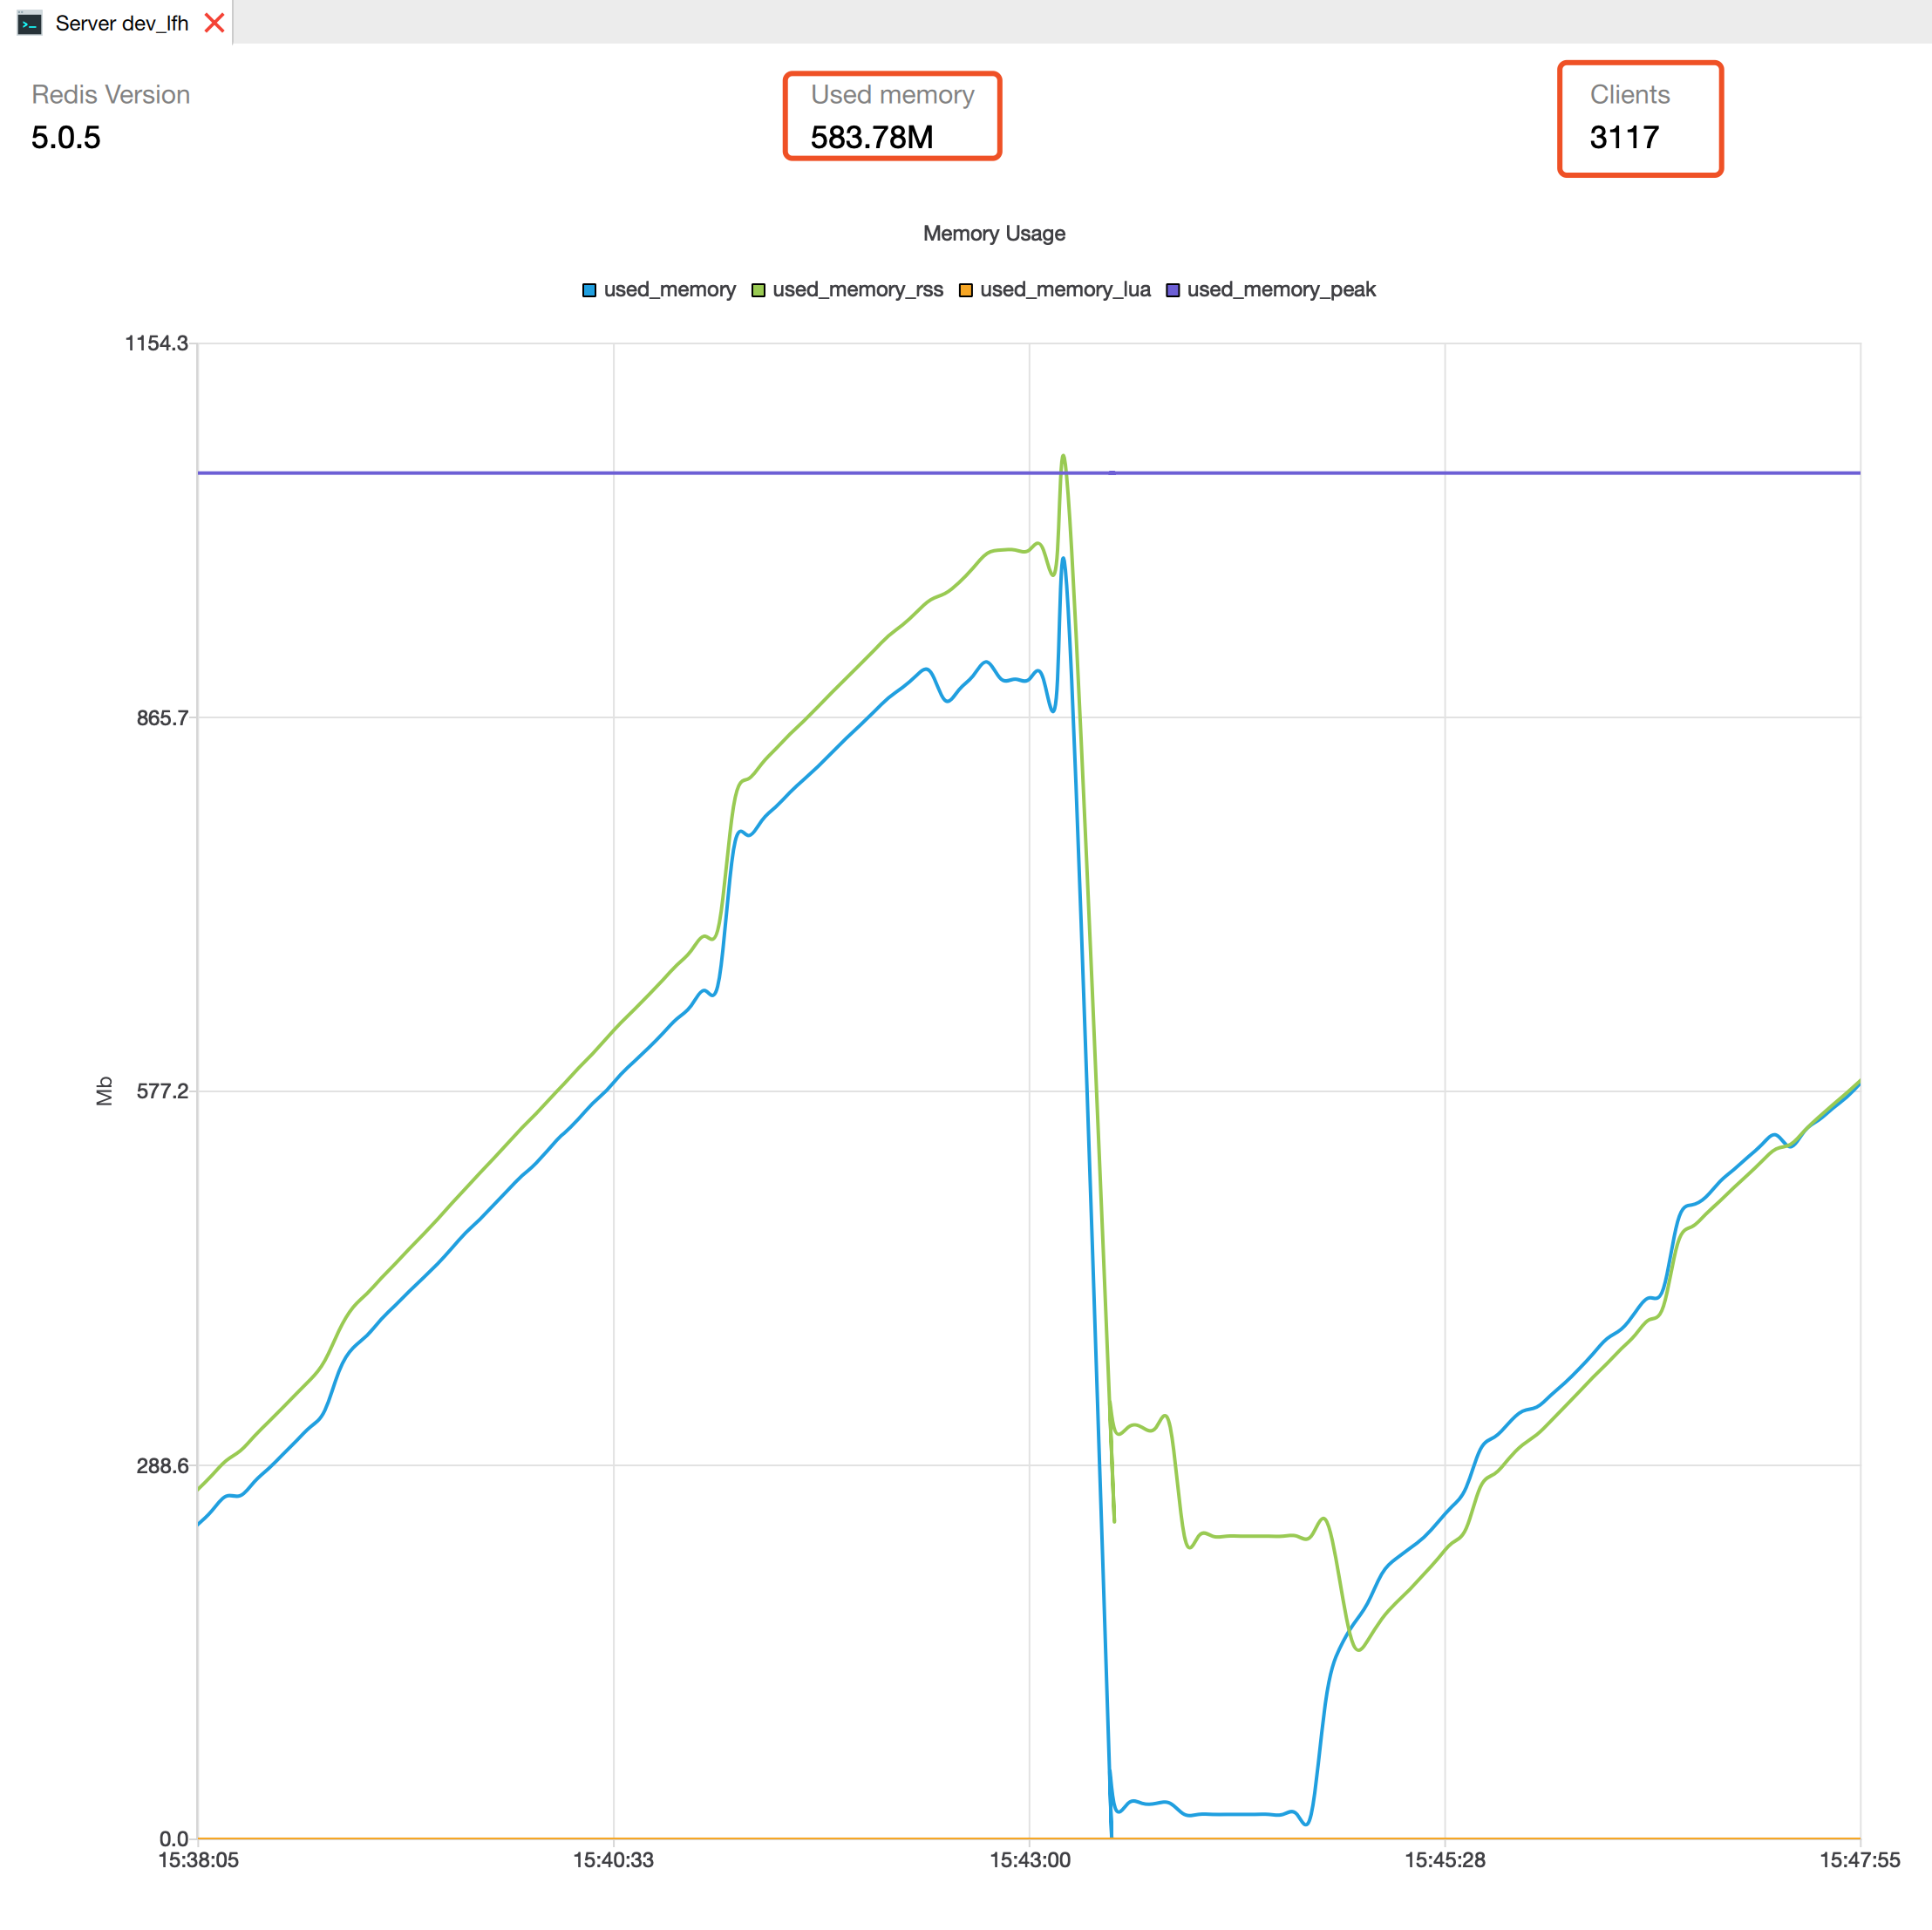 Server dev_lfh
Redis Version
5.0.5
Used memory
583.78M
Clients
3117
Memory Usage
used_memory used_memory_rss used_memory_lua used_memory_peak
1154.3
865.7
577.2
288.6
0.0
Mb
15:38:05 15:40:33 15:43:00 15:45:28 15:47:55